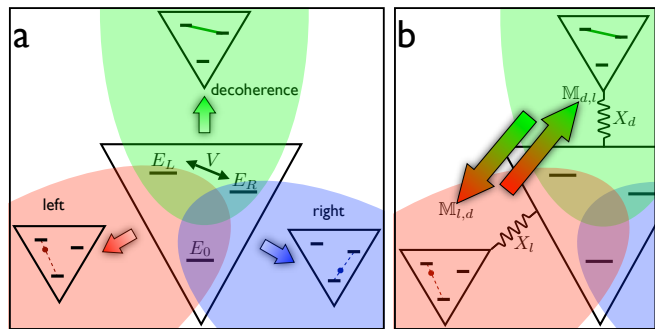 a
b
decoherence
𝕄_{d,l}
X_d
E_L
V
E_R
left
right
𝕄_{l,d}
E_0
X_l